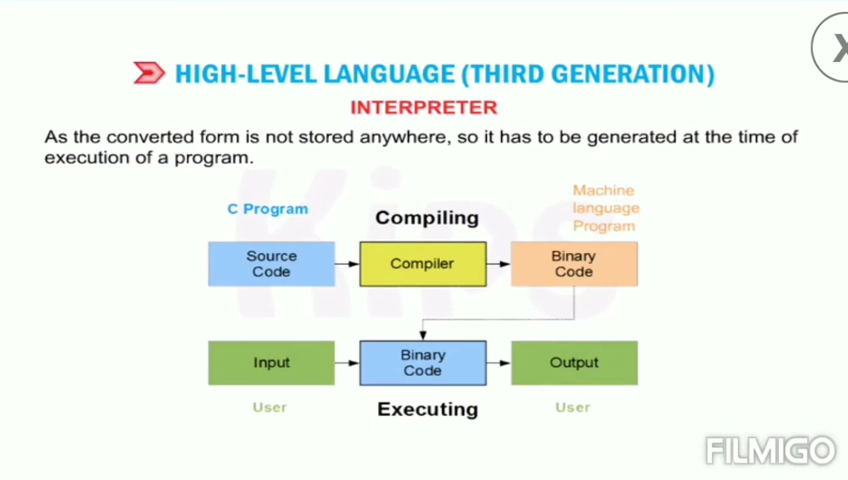 HIGH-LEVEL LANGUAGE (THIRD GENERATION)
INTERPRETER
As the converted form is not stored anywhere, so it has to be generated at the time of
execution of a program.
C Program
Compiling
Machine
language
Program
Source
Code
Compiler
Binary
Code
Input
Binary
Code
Output
User
Executing
User
Kips
FILMIGO
X